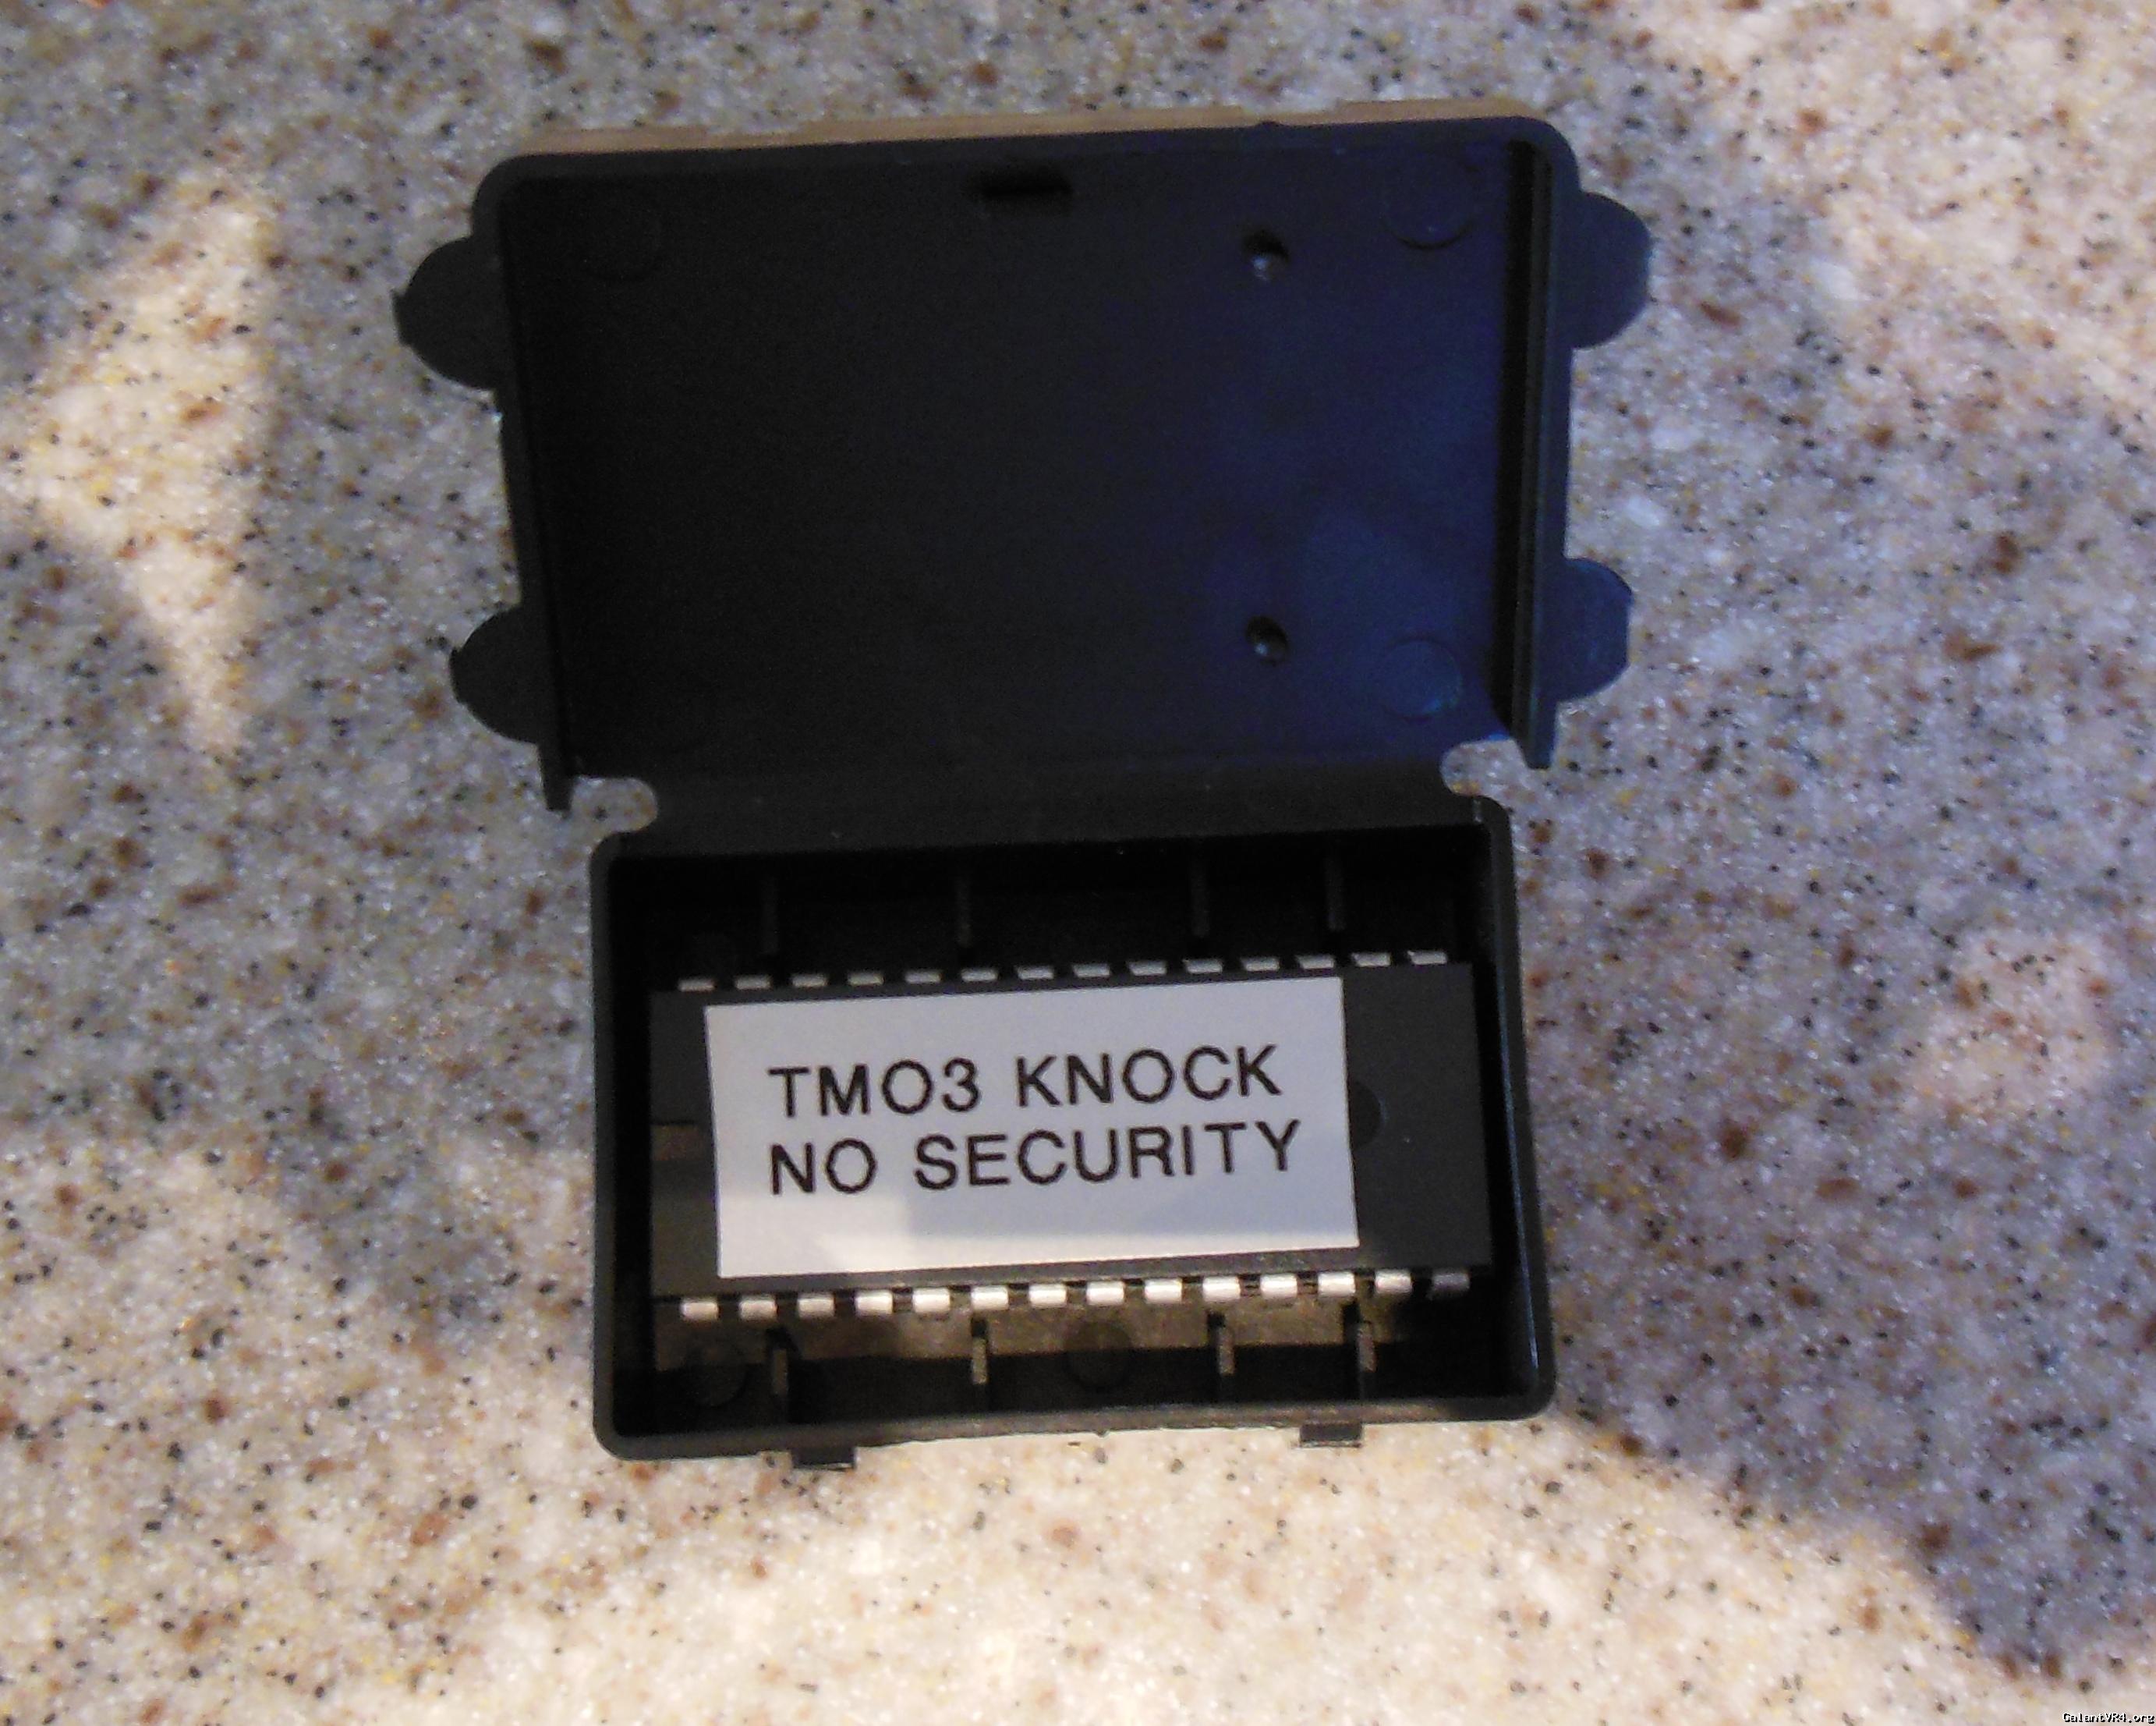 TMO3 KNOCK
NO SECURITY
GalantVR4.org